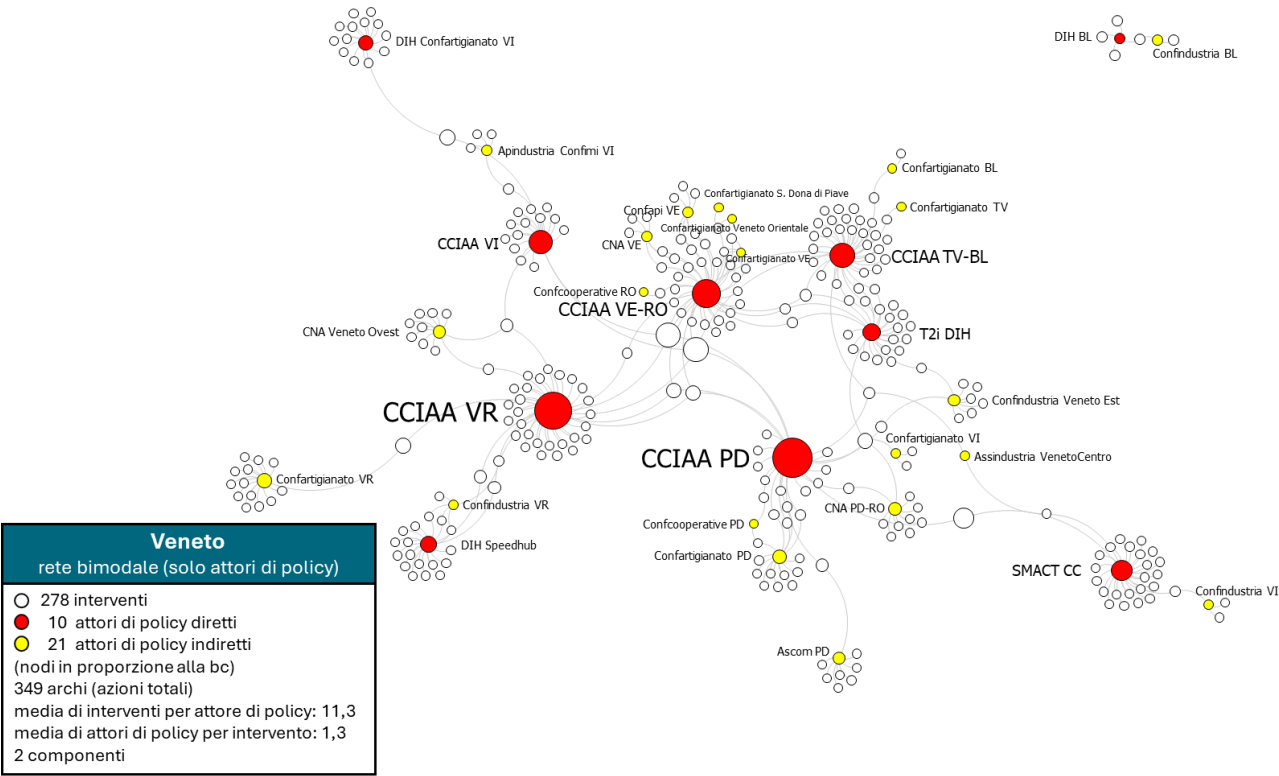 DIH Confartigianato VI
DIH BL
Confindustria BL
Apindustria Confimi VI
Confartigianato BL
Confartigianato S. Dona di Piave
Confapi VE
Confartigianato TV
Confartigianato Veneto Orientale
CCIAA VI
CNA VE
Confartigianato VE
CCIAA TV-BL
Confcooperative RO
CCIAA VE-RO
CNA Veneto Ovest
T2i DIH
Confindustria Veneto Est
CCIAA VR
Confartigianato VI
CCIAA PD
Assindustria VenetoCentro
Confartigianato VR
Confindustria VR
CNA PD-RO
Confcooperative PD
DIH Speedhub
Confartigianato PD
SMACT CC
Confindustria VI
Ascom PD
Veneto
rete bimodale (solo attori di policy)
278 interventi
10 attori di policy diretti
21 attori di policy indiretti
(nodi in proporzione alla bc)
349 archi (azioni totali)
media di interventi per attore di policy: 11,3
media di attori di policy per intervento: 1,3
2 componenti